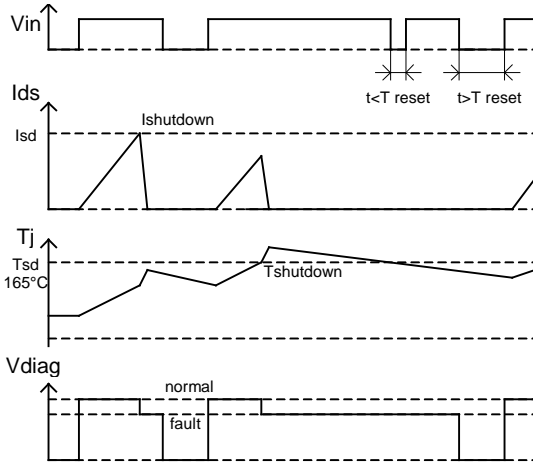 Vin
t<T reset
t>T reset
Ids
Ishutdown
Isd
Tj
Tsd
165°C
Tshutdown
Vdiag
normal
fault